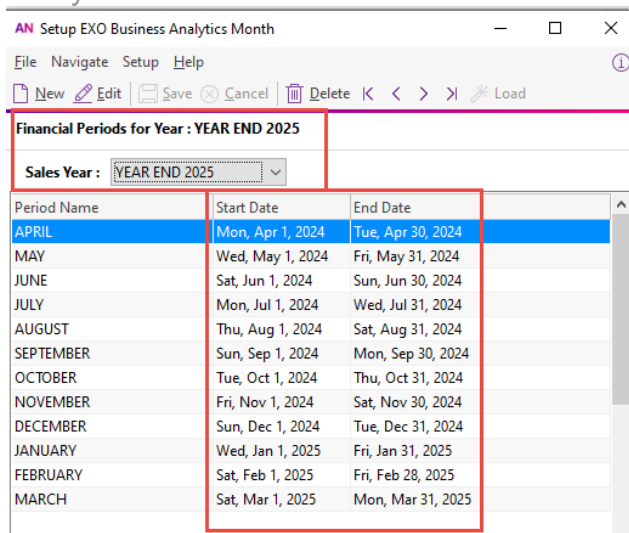 AN Setup EXO Business Analytics Month
File Navigate Setup Help
New Edit Save Cancel Delete Load
Financial Periods for Year : YEAR END 2025
Sales Year : YEAR END 2025
Period Name Start Date End Date
APRIL Mon, Apr 1, 2024 Tue, Apr 30, 2024
MAY Wed, May 1, 2024 Fri, May 31, 2024
JUNE Sat, Jun 1, 2024 Sun, Jun 30, 2024
JULY Mon, Jul 1, 2024 Wed, Jul 31, 2024
AUGUST Thu, Aug 1, 2024 Sat, Aug 31, 2024
SEPTEMBER Sun, Sep 1, 2024 Mon, Sep 30, 2024
OCTOBER Tue, Oct 1, 2024 Thu, Oct 31, 2024
NOVEMBER Fri, Nov 1, 2024 Sat, Nov 30, 2024
DECEMBER Sun, Dec 1, 2024 Tue, Dec 31, 2024
JANUARY Wed, Jan 1, 2025 Fri, Jan 31, 2025
FEBRUARY Sat, Feb 1, 2025 Fri, Feb 28, 2025
MARCH Sat, Mar 1, 2025 Mon, Mar 31, 2025